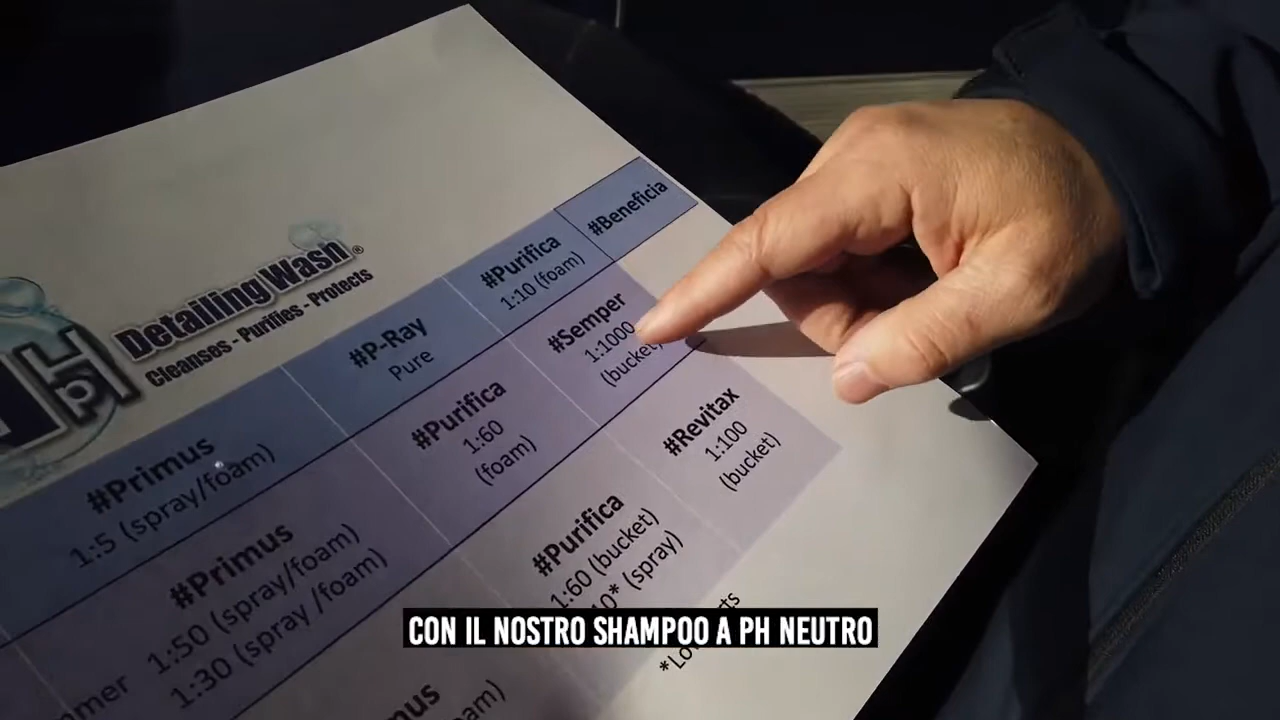 Detailing Wash®
Cleanses - Purifies - Protects
#Primus
1:5 (spray/foam)
#P-Ray
Pure
#Purifica
1:10 (foam)
#Beneficia
#Primus
1:50 (spray/foam)
1:30 (spray /foam)
#Purifica
1:60
(foam)
#Semper
1:1000
(bucket)
#Purifica
1:60 (bucket)
(spray)
#Revitax
1:100
(bucket)
CON IL NOSTRO SHAMPOO A PH NEUTRO